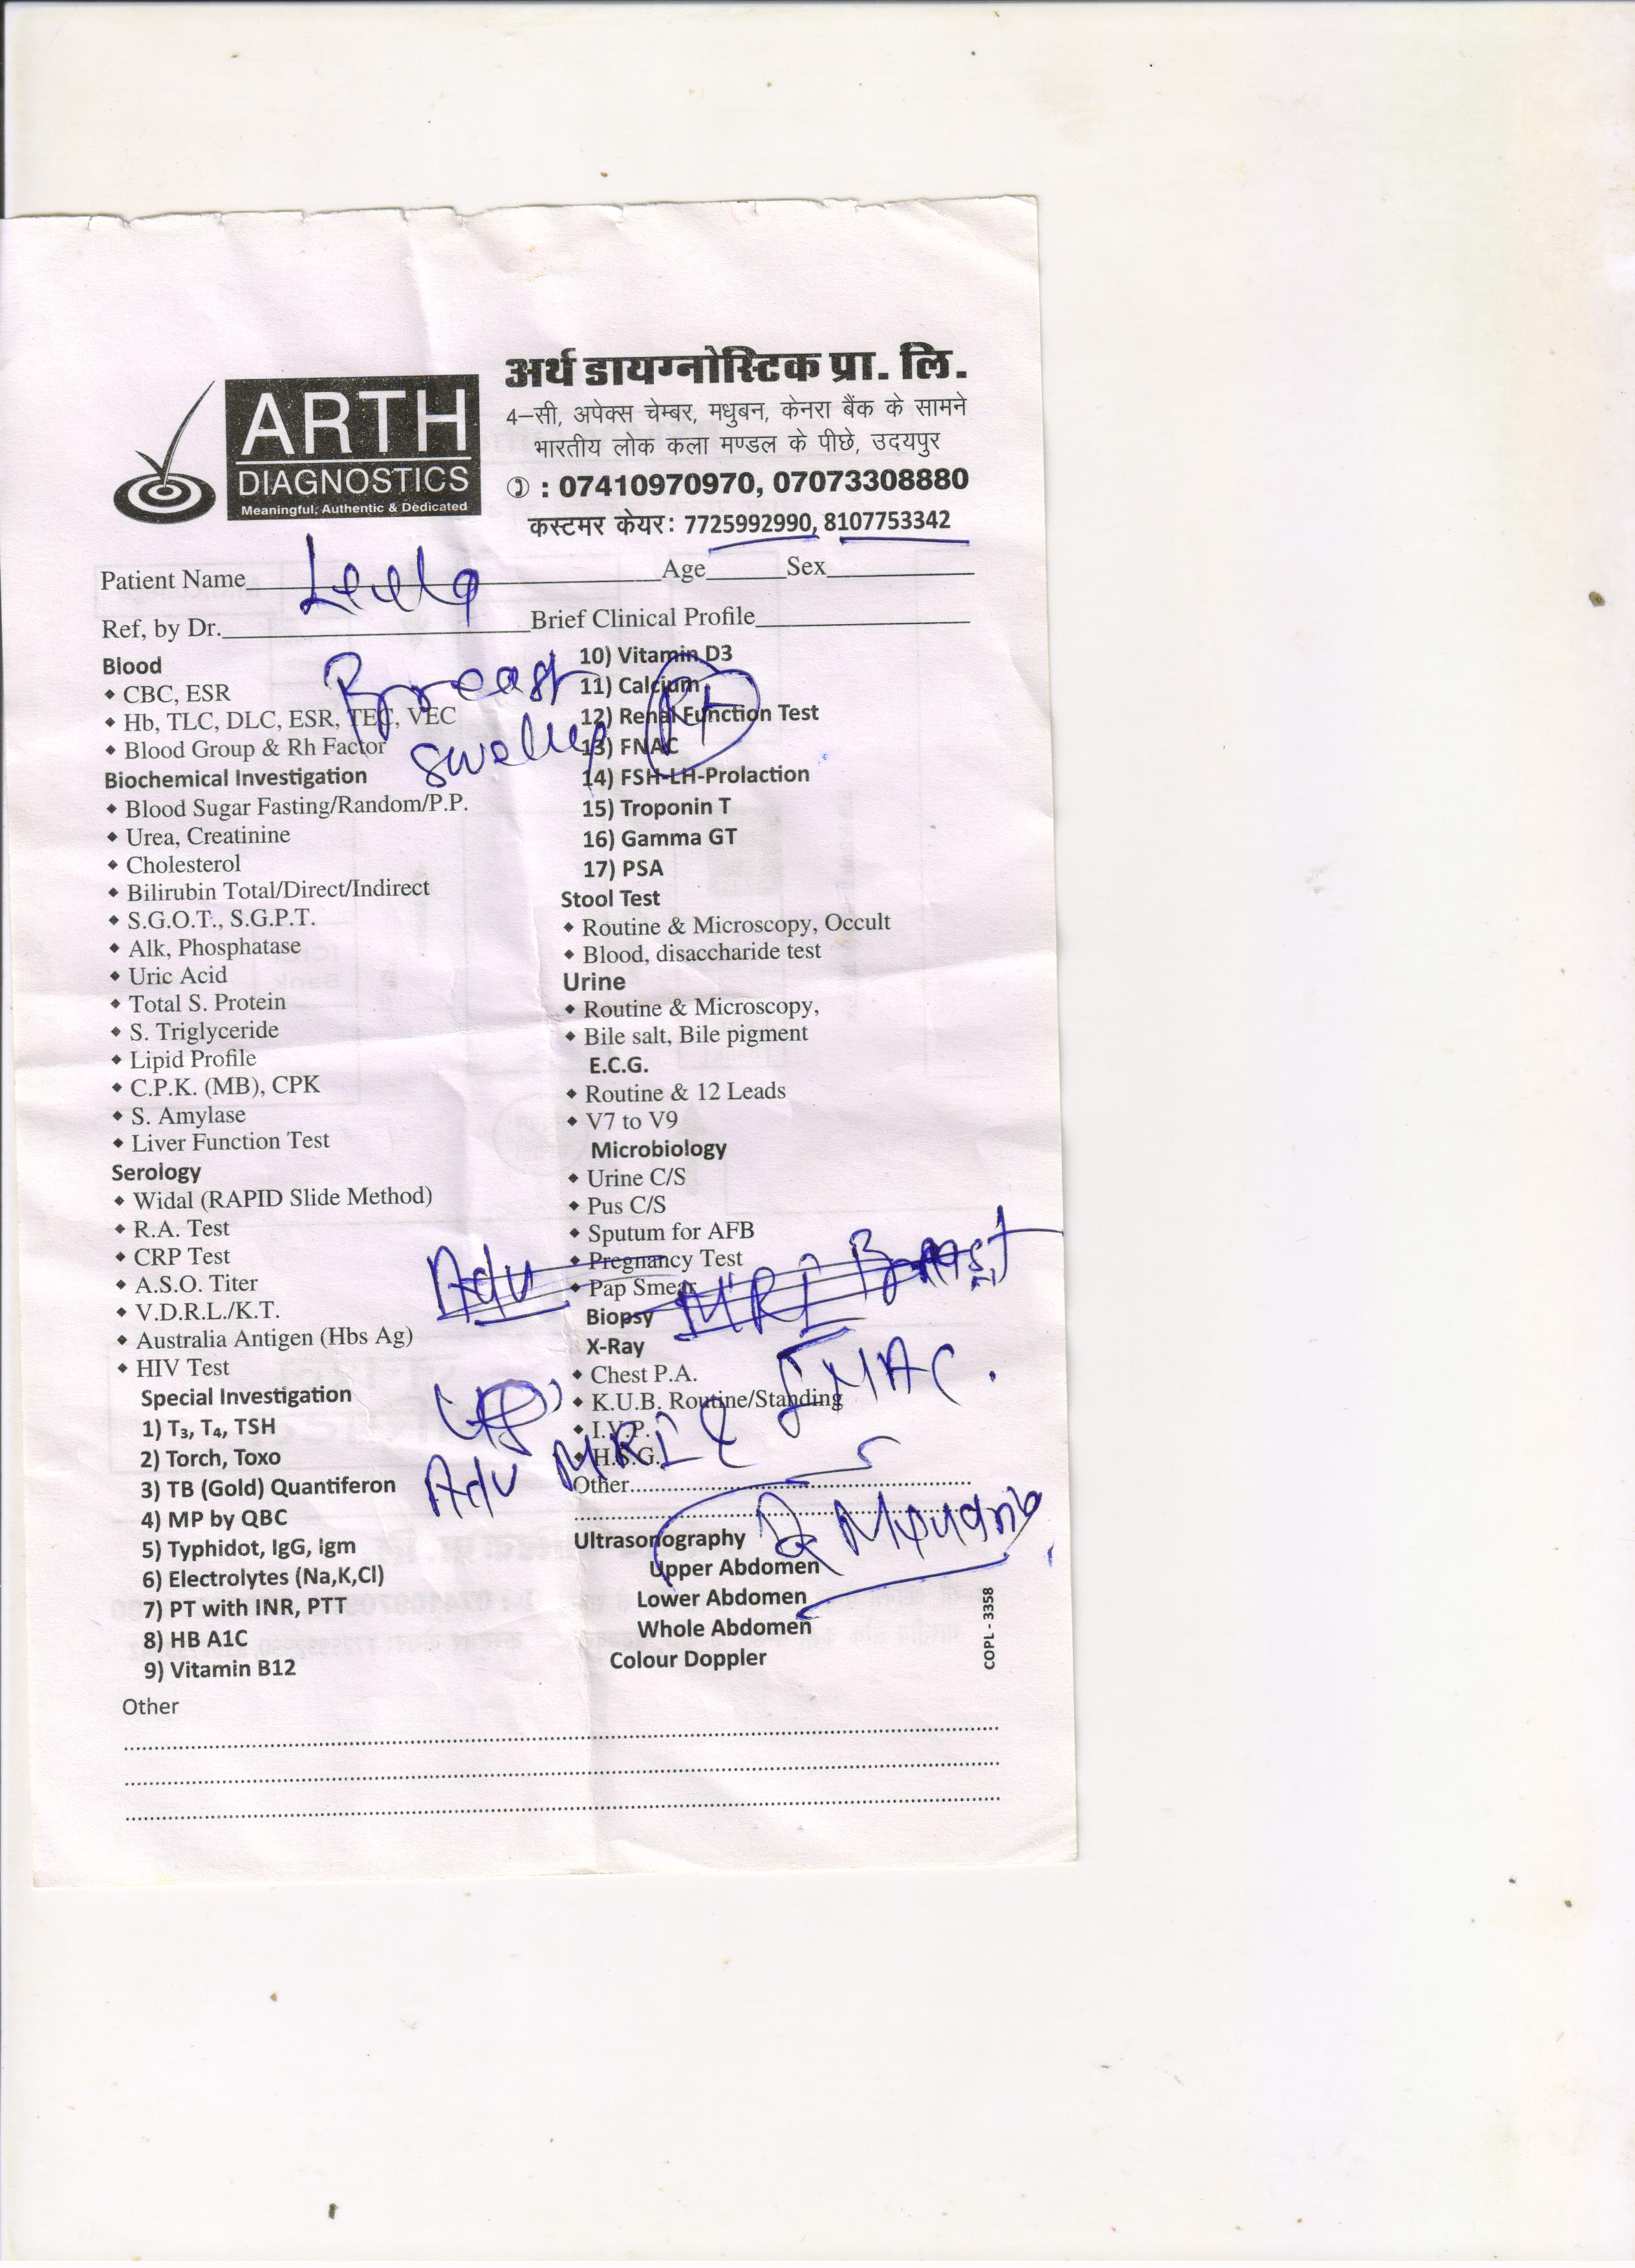 अर्थ डायग्नोस्टिक प्रा. लि.
ARTH
DIAGNOSTICS
Meaningful, Authentic & Dedicated
4–सी, अपेक्स चेम्बर, मधुबन, केनरा बैंक के सामने
भारतीय लोक कला मण्डल के पीछे, उदयपुर
: 07410970970, 07073308880
कस्टमर केयर: 7725992990, 8107753342
Patient Name Leela Age Sex
Ref, by Dr. Brief Clinical Profile
Breast
swelling Rt
Blood
• CBC, ESR
• Hb, TLC, DLC, ESR, TEC, VEC
• Blood Group & Rh Factor
Biochemical Investigation
• Blood Sugar Fasting/Random/P.P.
• Urea, Creatinine
• Cholesterol
• Bilirubin Total/Direct/Indirect
• S.G.O.T., S.G.P.T.
• Alk, Phosphatase
• Uric Acid
• Total S. Protein
• S. Triglyceride
• Lipid Profile
• C.P.K. (MB), CPK
• S. Amylase
• Liver Function Test
Serology
• Widal (RAPID Slide Method)
• R.A. Test
• CRP Test
• A.S.O. Titer
• V.D.R.L./K.T.
• Australia Antigen (Hbs Ag)
• HIV Test
Special Investigation
1) T3, T4, TSH
2) Torch, Toxo
3) TB (Gold) Quantiferon
4) MP by QBC
5) Typhidot, IgG, Igm
6) Electrolytes (Na,K,Cl)
7) PT with INR, PTT
8) HB A1C
9) Vitamin B12
10) Vitamin D3
11) Calcium
12) Renal Function Test
13) FNAC
14) FSH-LH-Prolaction
15) Troponin T
16) Gamma GT
17) PSA
Stool Test
• Routine & Microscopy, Occult
• Blood, disaccharide test
Urine
• Routine & Microscopy,
• Bile salt, Bile pigment
E.C.G.
• Routine & 12 Leads
• V7 to V9
Microbiology
• Urine C/S
• Pus C/S
• Sputum for AFB
• Pregnancy Test
• Pap Smear
Biopsy
X-Ray
• Chest P.A.
• K.U.B. Routine/Standing
• I.V.P.
• H.S.G.
Other
Ultrasonography
Upper Abdomen
Lower Abdomen
Whole Abdomen
Colour Doppler
Adv MRI Breast
Adv MRI & FNAC.
Dr
COPL - 3358
Other